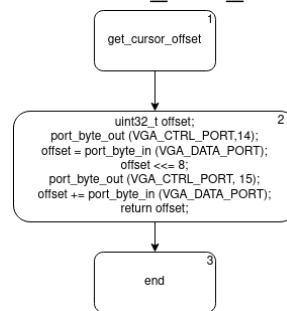 1
get_cursor_offset
2
uint32_t offset;
port_byte_out (VGA_CTRL_PORT,14);
offset = port_byte_in (VGA_DATA_PORT);
offset <<= 8;
port_byte_out (VGA_CTRL_PORT, 15);
offset += port_byte_in (VGA_DATA_PORT);
return offset;
3
end